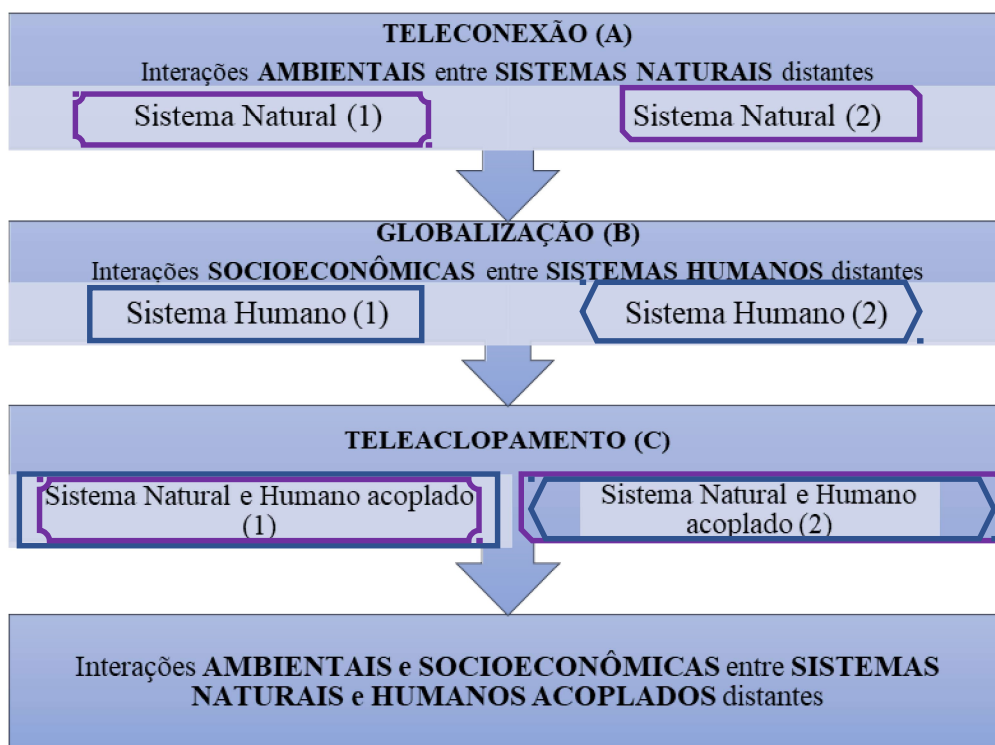 TELECONEXÃO (A)
Interações AMBIENTAIS entre SISTEMAS NATURAIS distantes
Sistema Natural (1)
Sistema Natural (2)
GLOBALIZAÇÃO (B)
Interações SOCIOECONÔMICAS entre SISTEMAS HUMANOS distantes
Sistema Humano (1)
Sistema Humano (2)
TELEACLOPAMENTO (C)
Sistema Natural e Humano acoplado
(1)
Sistema Natural e Humano
acoplado (2)
Interações AMBIENTAIS e SOCIOECONÔMICAS entre SISTEMAS
NATURAIS e HUMANOS ACOPLADOS distantes